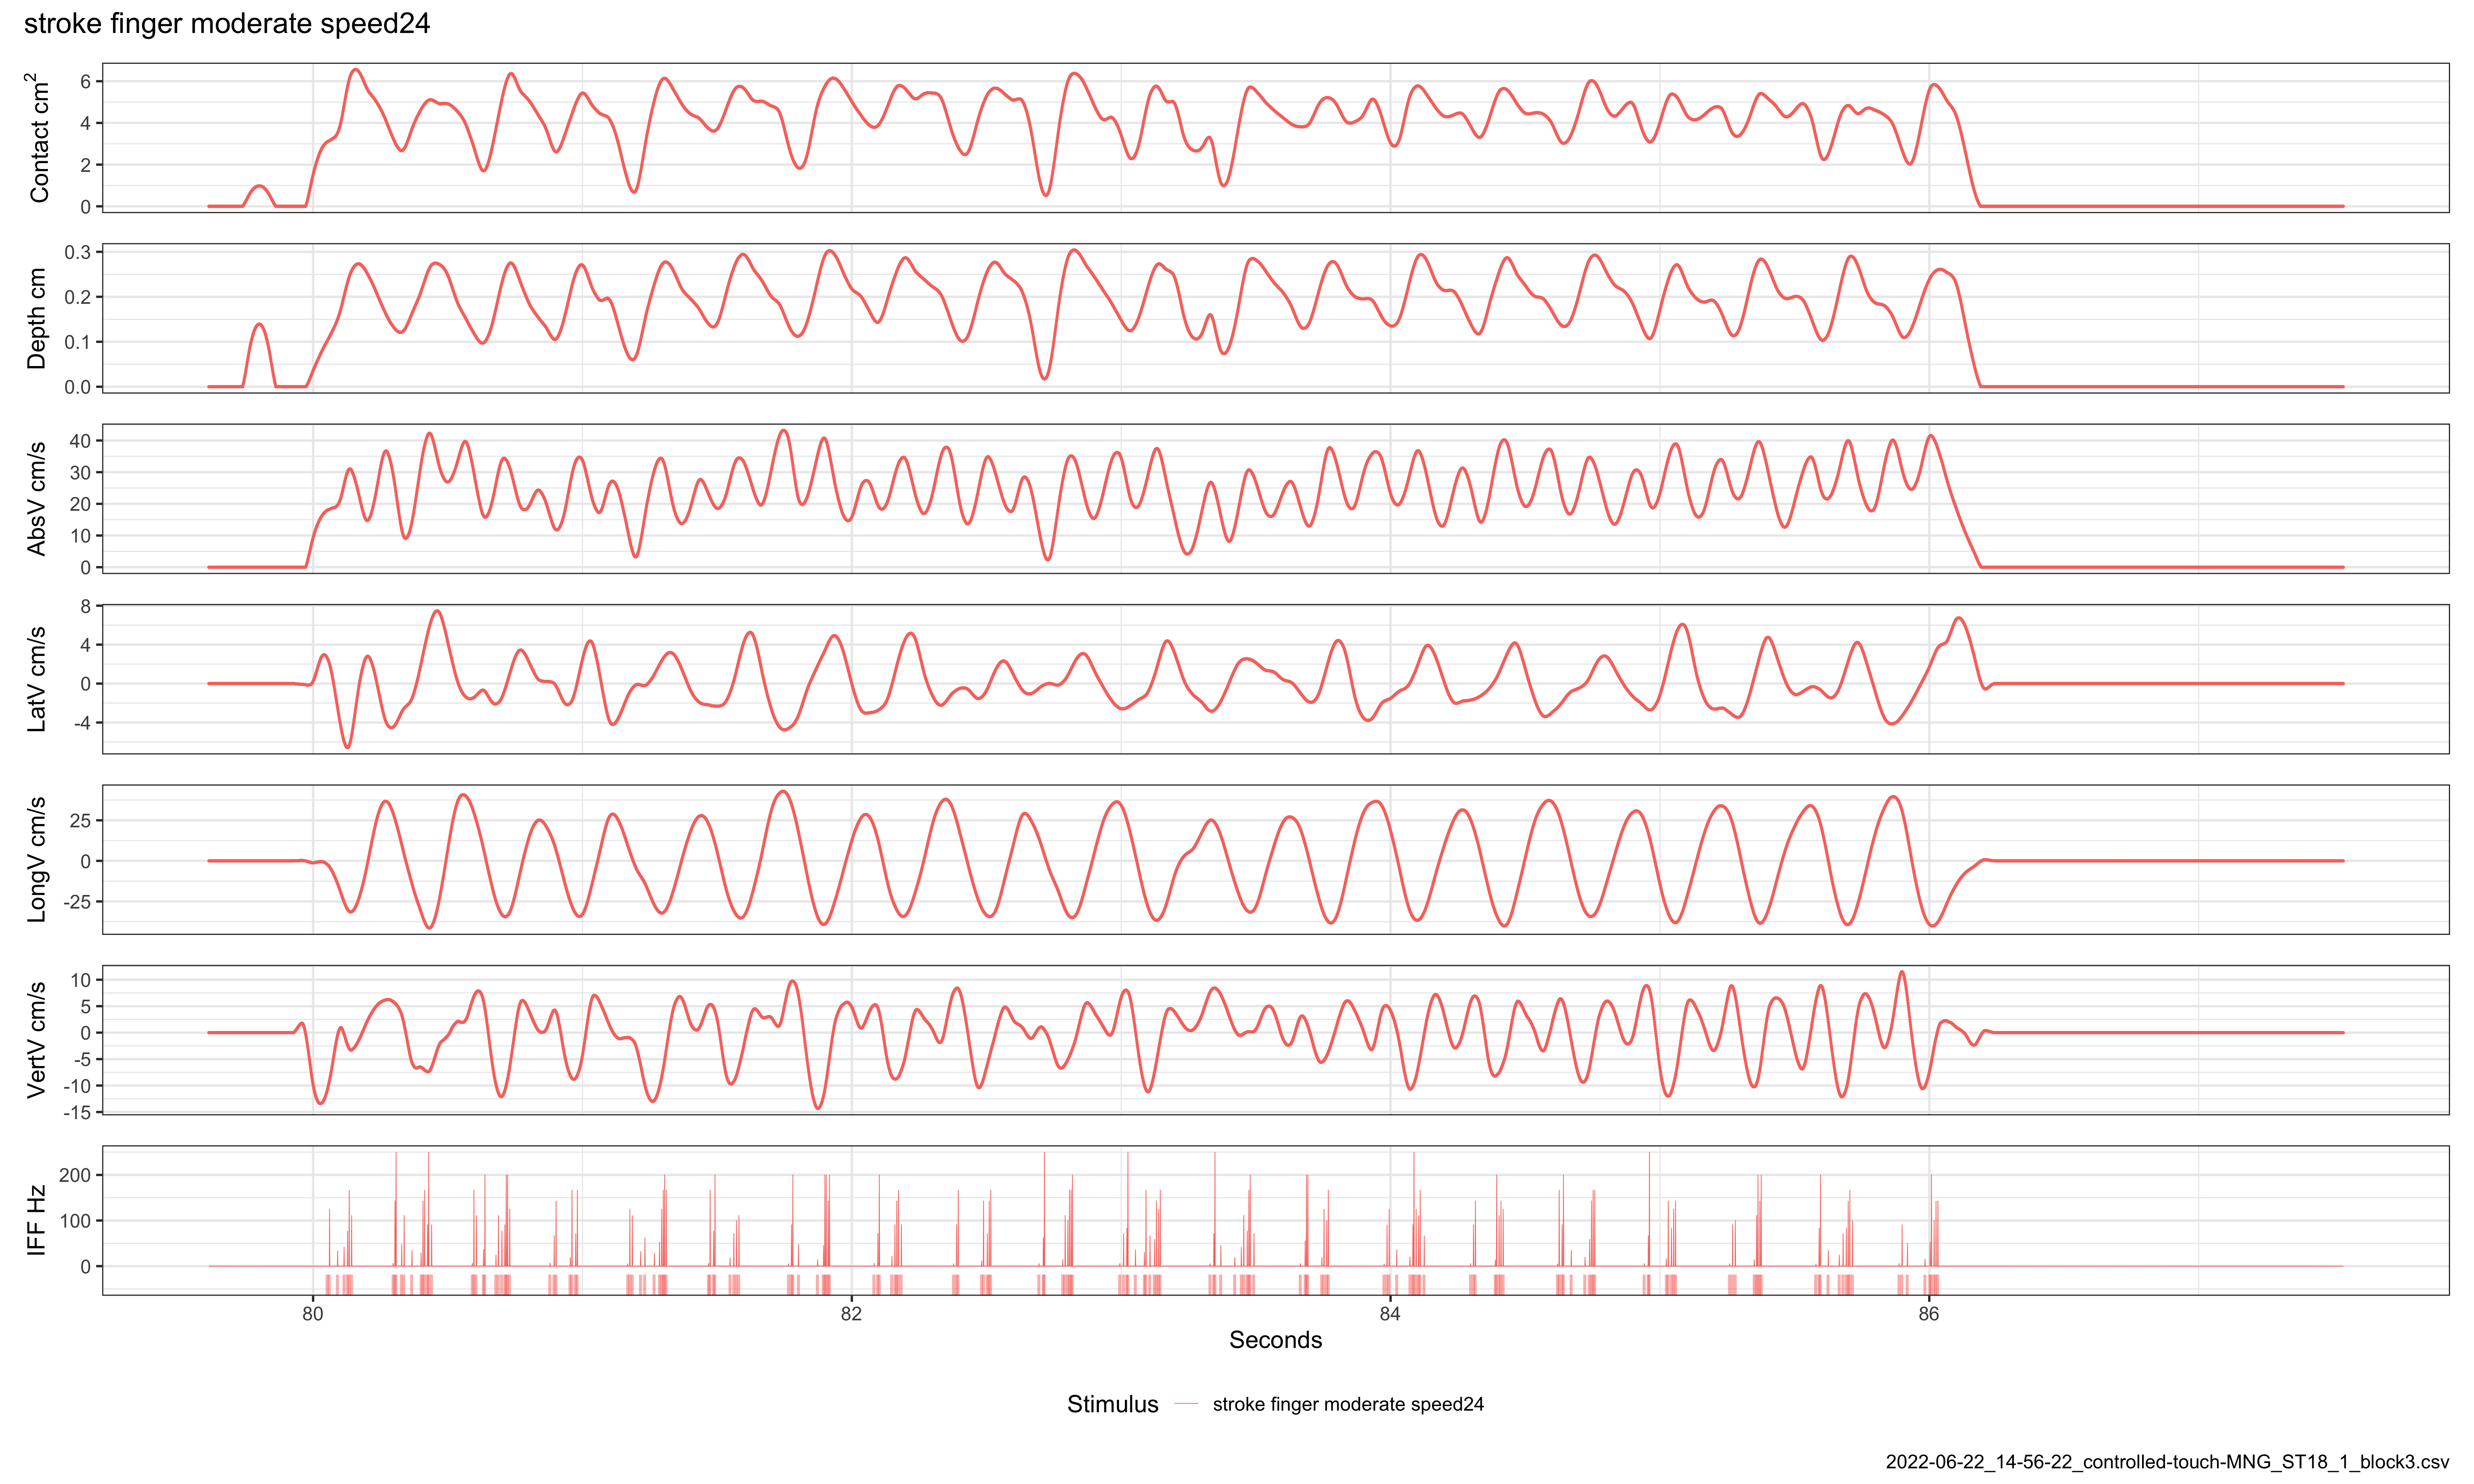 stroke finger moderate speed24
Contact cm²
6
4
2
0
Depth cm
0.3
0.2
0.1
0.0
AbsV cm/s
40
30
20
10
0
LatV cm/s
8
4
0
-4
LongV cm/s
25
0
-25
VertV cm/s
10
5
0
-5
-10
-15
IFF Hz
200
100
0
80 82 84 86
Seconds
Stimulus stroke finger moderate speed24
2022-06-22_14-56-22_controlled-touch-MNG_ST18_1_block3.csv